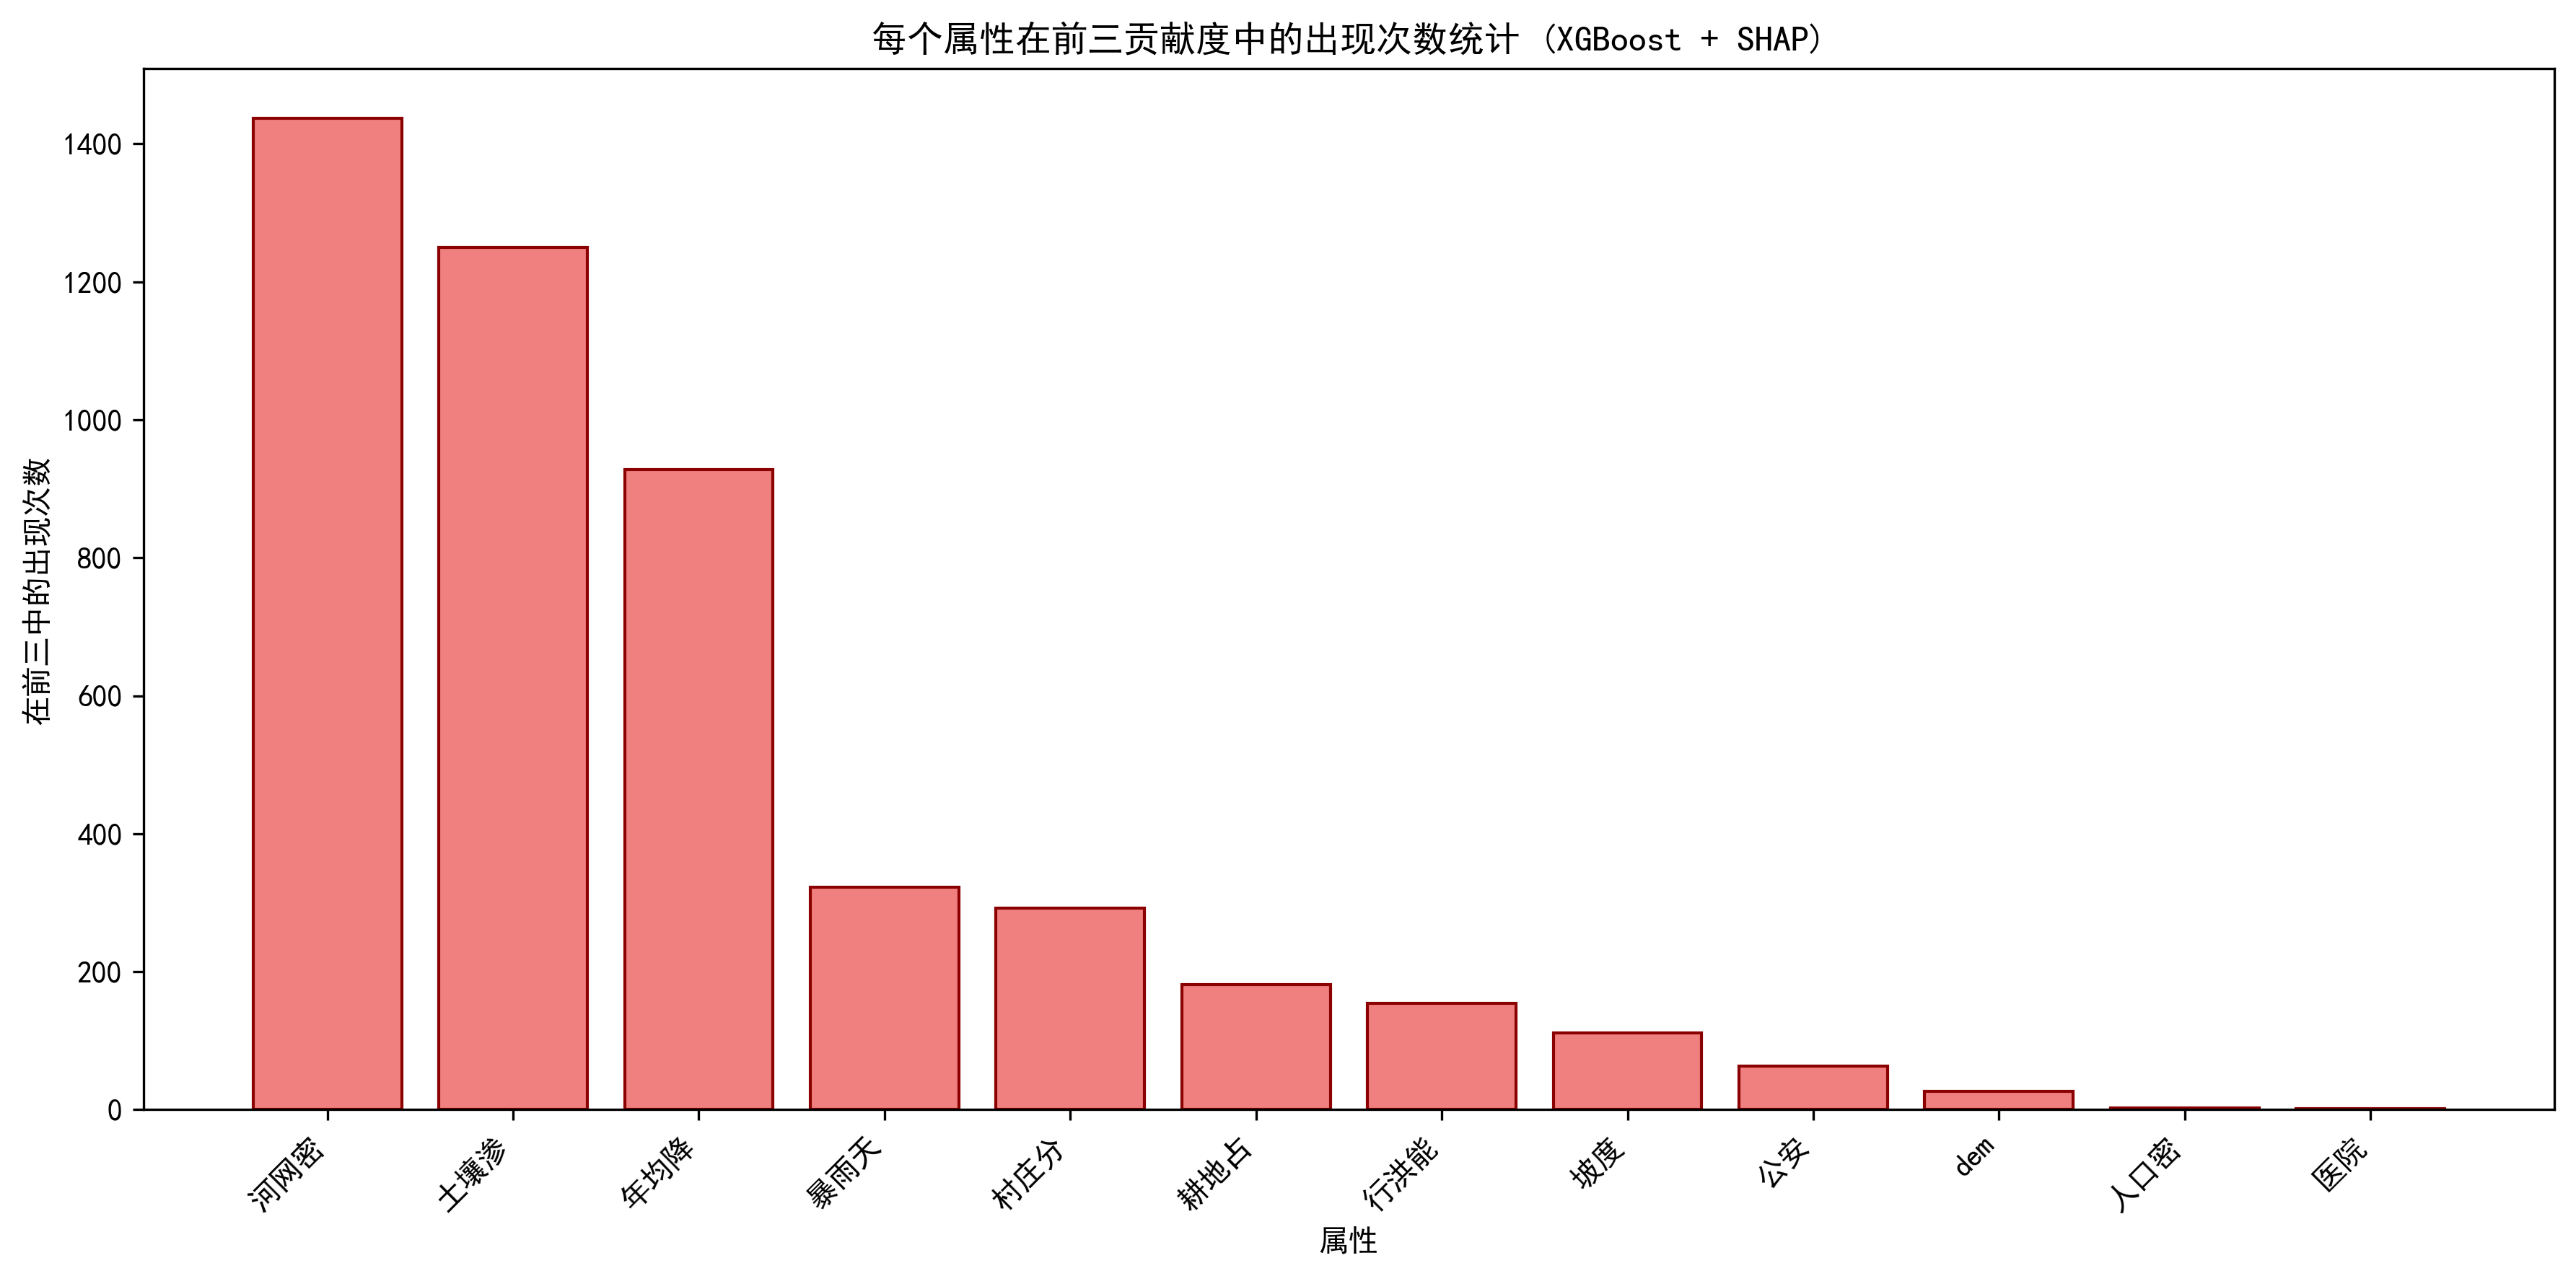 每个属性在前三贡献度中的出现次数统计 (XGBoost + SHAP)
在前三中的出现次数
1400
1200
1000
800
600
400
200
0
河网密
土壤渗
年均降
暴雨天
村庄分
耕地占
行洪能
坡度
公安
dem
人口密
医院
属性